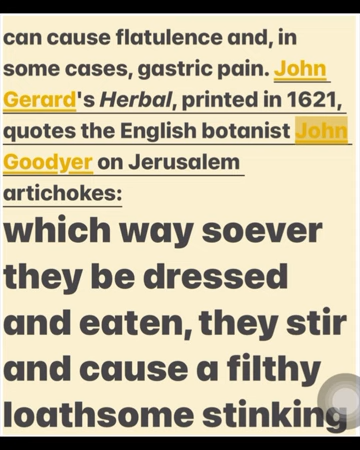 can cause flatulence and, in
some cases, gastric pain. John
Gerard's Herbal, printed in 1621,
quotes the English botanist John
Goodyer on Jerusalem
artichokes:
which way soever
they be dressed
and eaten, they stir
and cause a filthy
loathsome stinking